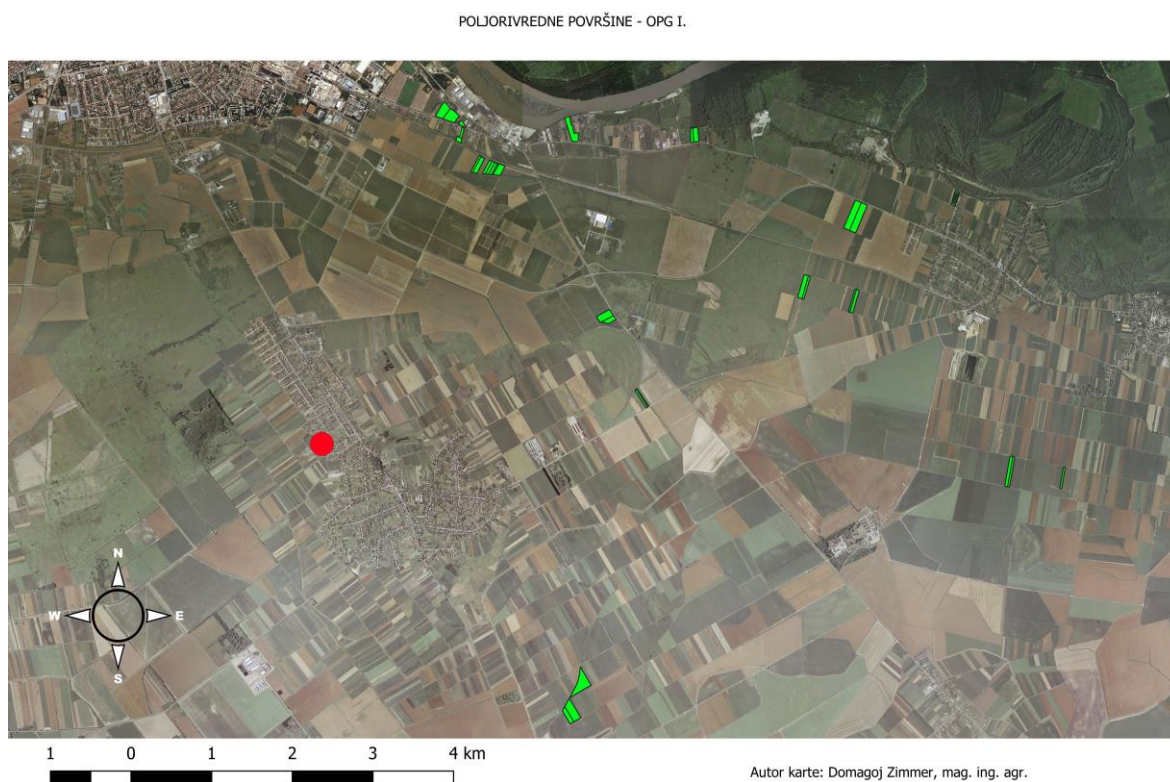 POLJORIVREDNE POVRŠINE - OPG I.
N
W E
S
1 0 1 2 3 4 km
Autor karte: Domagoj Zimmer, mag. ing. agr.